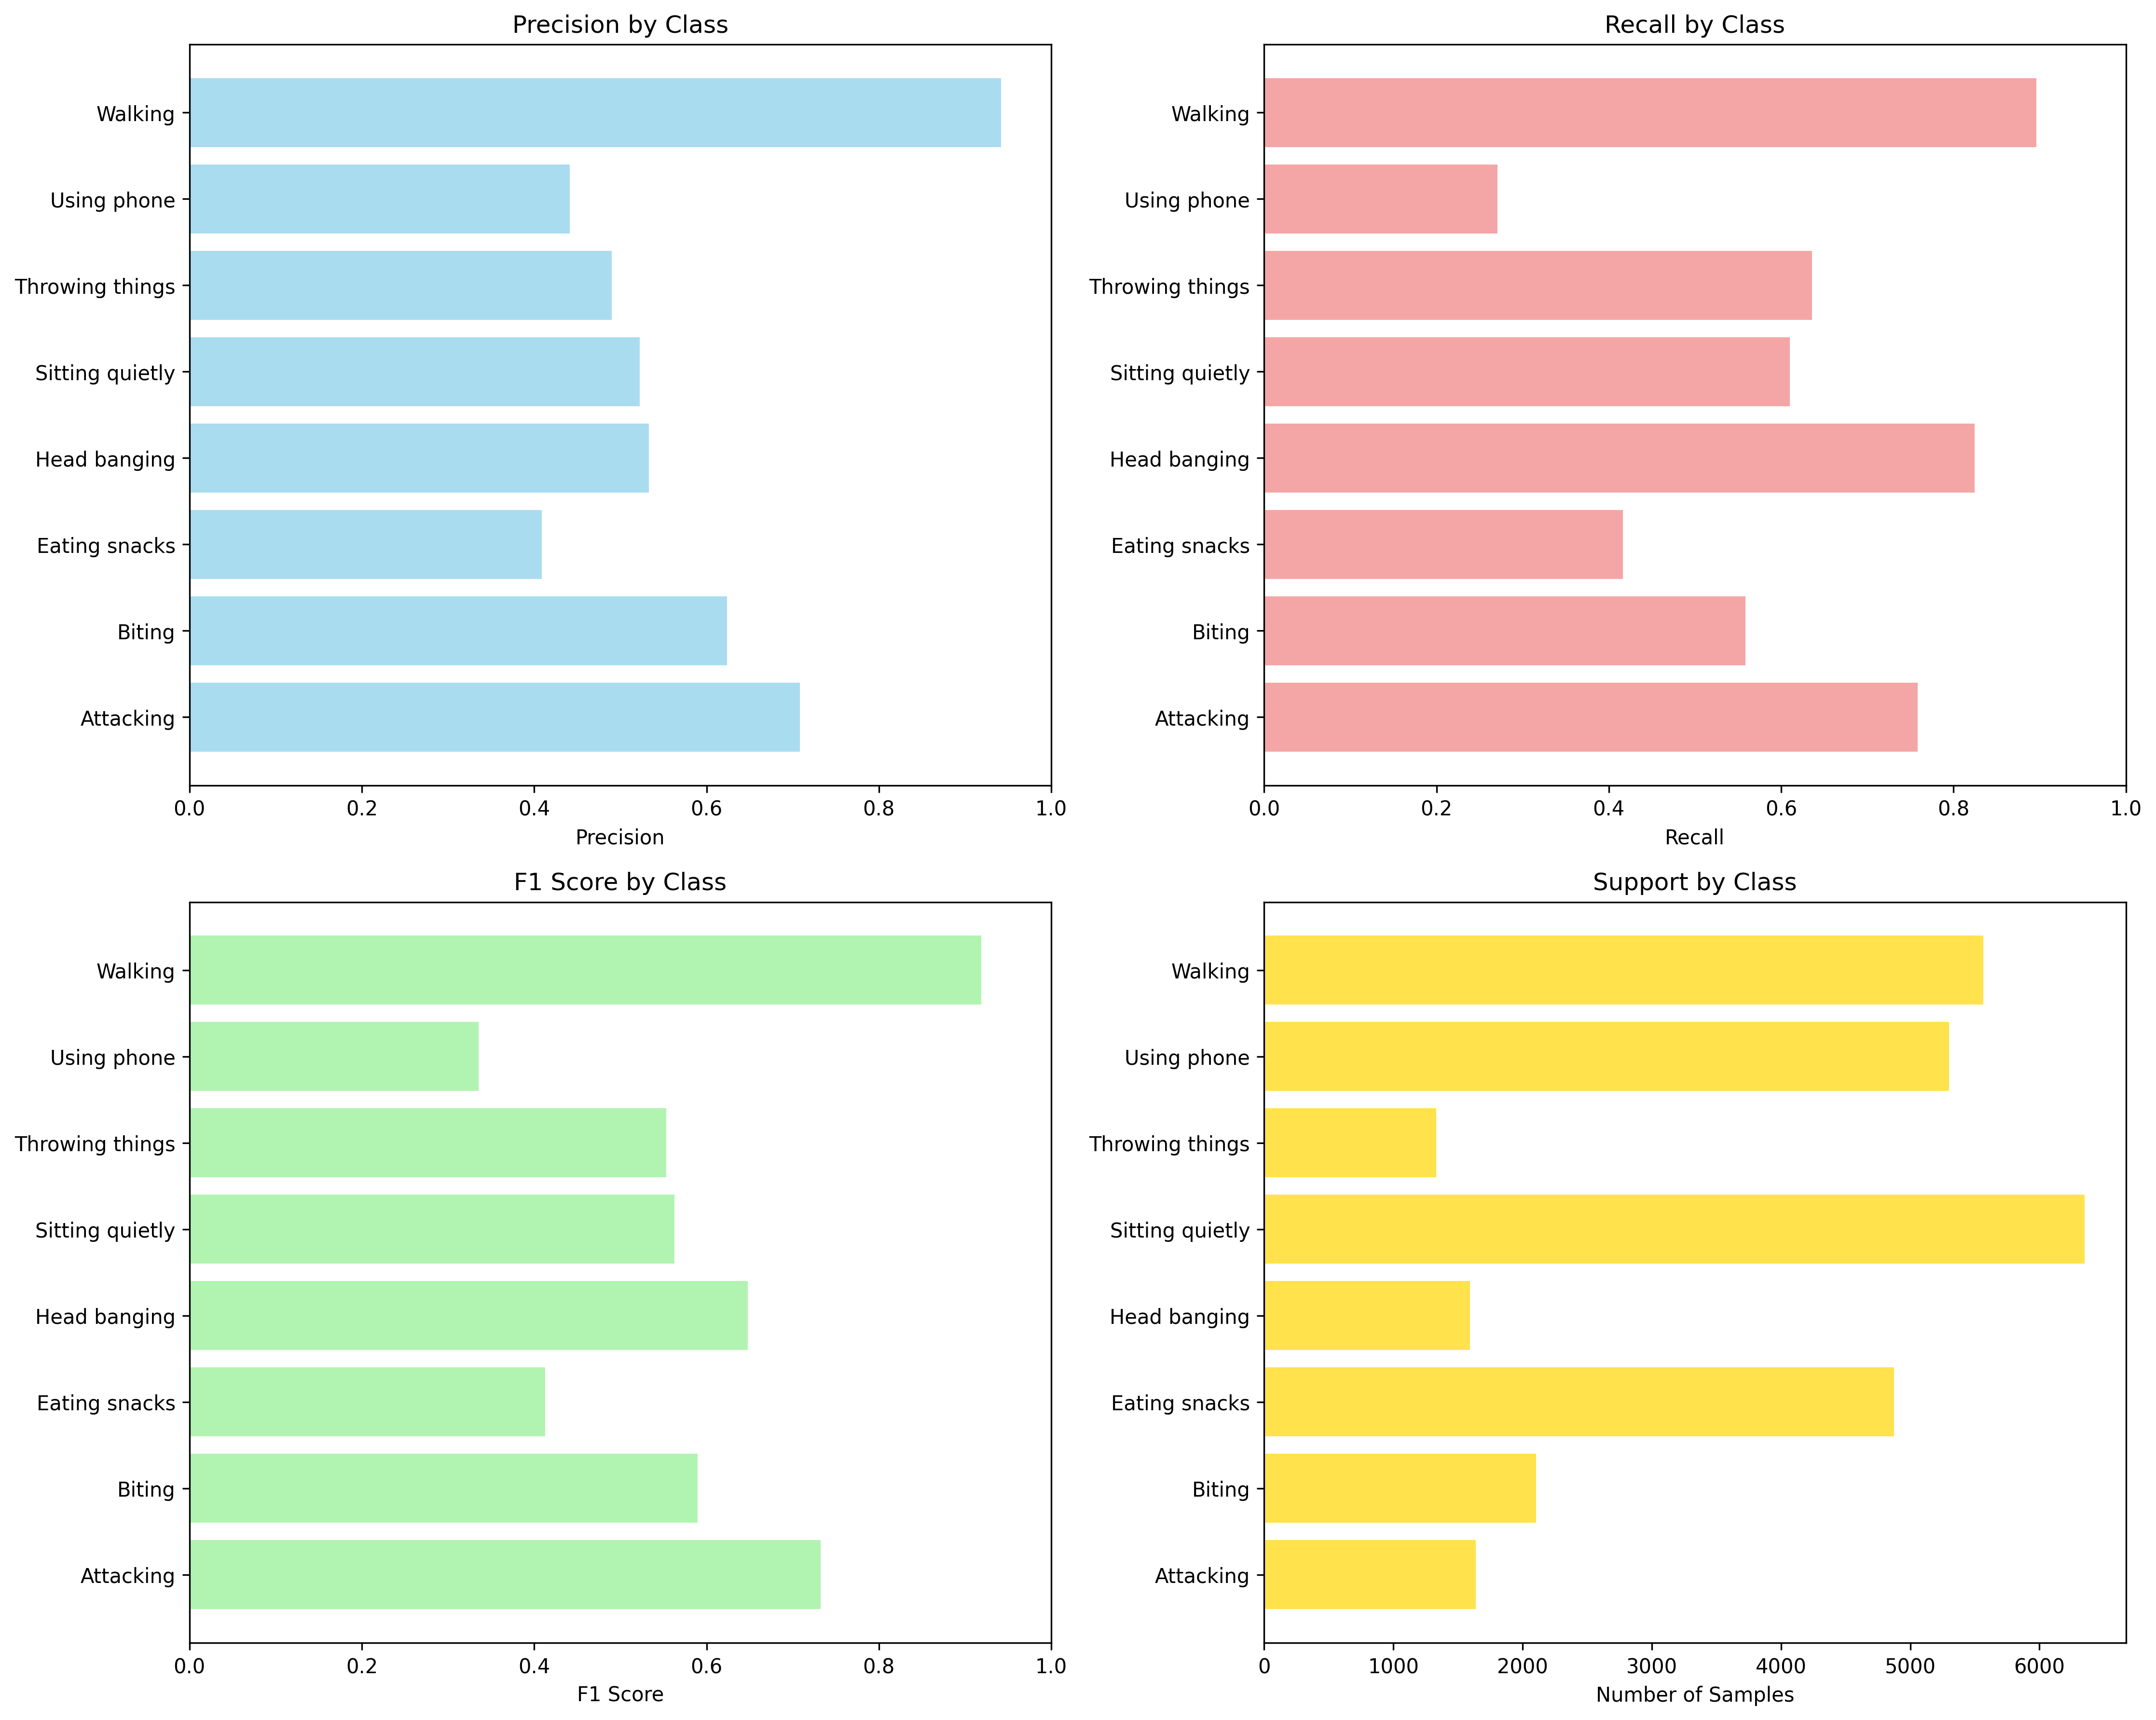 Precision by Class
Walking
Using phone
Throwing things
Sitting quietly
Head banging
Eating snacks
Biting
Attacking
0.0 0.2 0.4 0.6 0.8 1.0
Precision
Recall by Class
Walking
Using phone
Throwing things
Sitting quietly
Head banging
Eating snacks
Biting
Attacking
0.0 0.2 0.4 0.6 0.8 1.0
Recall
F1 Score by Class
Walking
Using phone
Throwing things
Sitting quietly
Head banging
Eating snacks
Biting
Attacking
0.0 0.2 0.4 0.6 0.8 1.0
F1 Score
Support by Class
Walking
Using phone
Throwing things
Sitting quietly
Head banging
Eating snacks
Biting
Attacking
0 1000 2000 3000 4000 5000 6000
Number of Samples